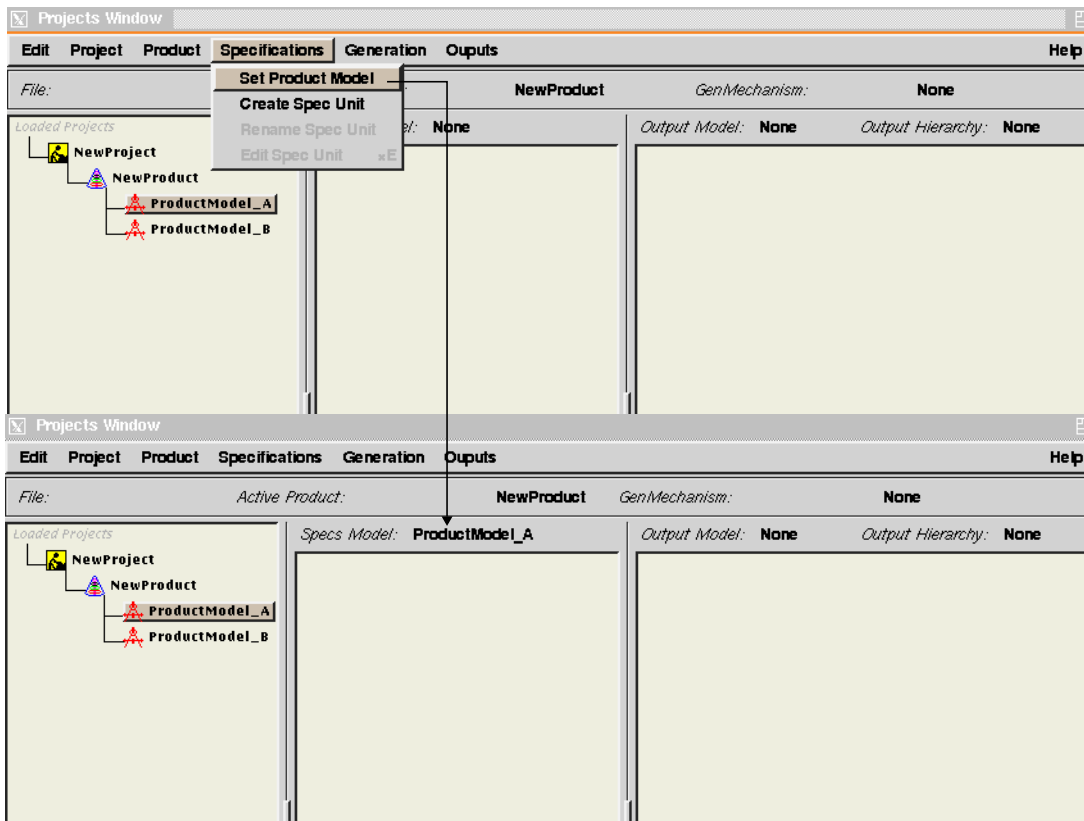 Projects Window
Edit Project Product Specifications Generation Ouputs Help
Set Product Model
Create Spec Unit
Rename Spec Unit
Edit Spec Unit ×E
File: NewProduct GenMechanism: None
Loaded Projects
el: None
Output Model: None Output Hierarchy: None
NewProject
NewProduct
ProductModel_A
ProductModel_B
Projects Window
Edit Project Product Specifications Generation Ouputs Help
File: Active Product: NewProduct GenMechanism: None
Loaded Projects
Specs Model: ProductModel_A
Output Model: None Output Hierarchy: None
NewProject
NewProduct
ProductModel_A
ProductModel_B